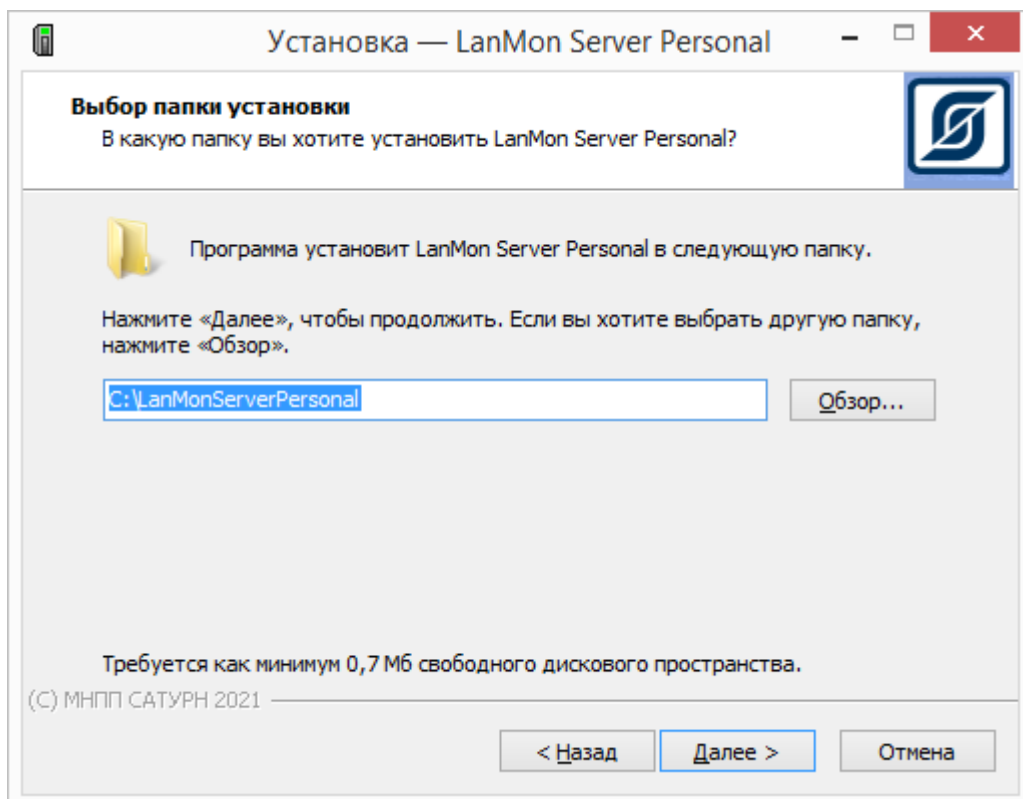 Установка — LanMon Server Personal
Выбор папки установки
В какую папку вы хотите установить LanMon Server Personal?
Программа установит LanMon Server Personal в следующую папку.
Нажмите «Далее», чтобы продолжить. Если вы хотите выбрать другую папку,
нажмите «Обзор».
C:\LanMonServerPersonal
Обзор...
Требуется как минимум 0,7 Мб свободного дискового пространства.
(C) МНПП САТУРН 2021
< Назад
Далее >
Отмена